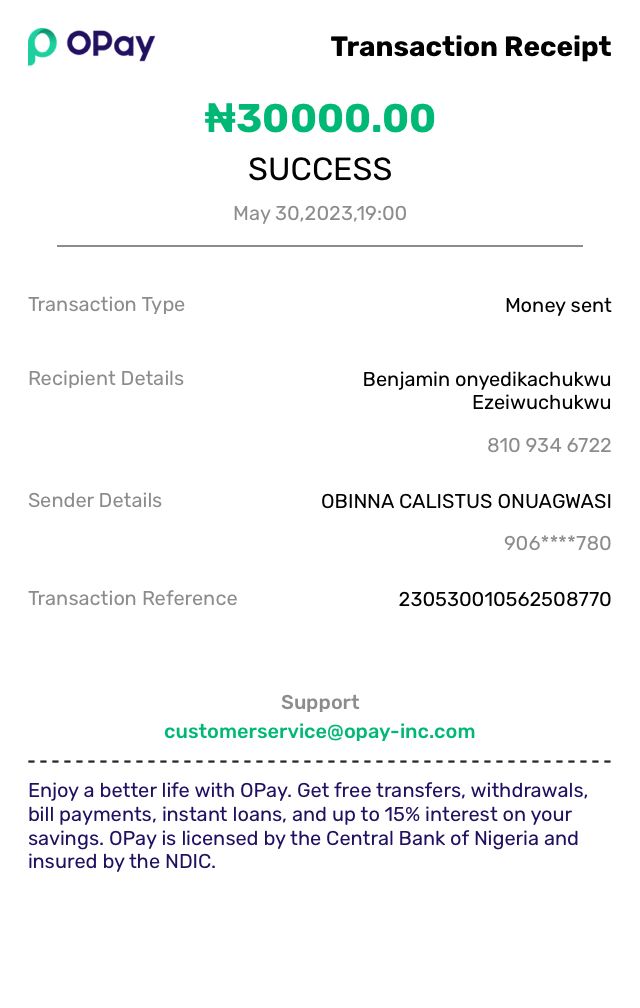 OPay
Transaction Receipt
₦30000.00
SUCCESS
May 30,2023,19:00
Transaction Type
Money sent
Recipient Details
Benjamin onyedikachukwu
Ezeiwuchukwu
810 934 6722
Sender Details
OBINNA CALISTUS ONUAGWASI
906****780
Transaction Reference
230530010562508770
Support
customerservice@opay-inc.com
Enjoy a better life with OPay. Get free transfers, withdrawals,
bill payments, instant loans, and up to 15% interest on your
savings. OPay is licensed by the Central Bank of Nigeria and
insured by the NDIC.